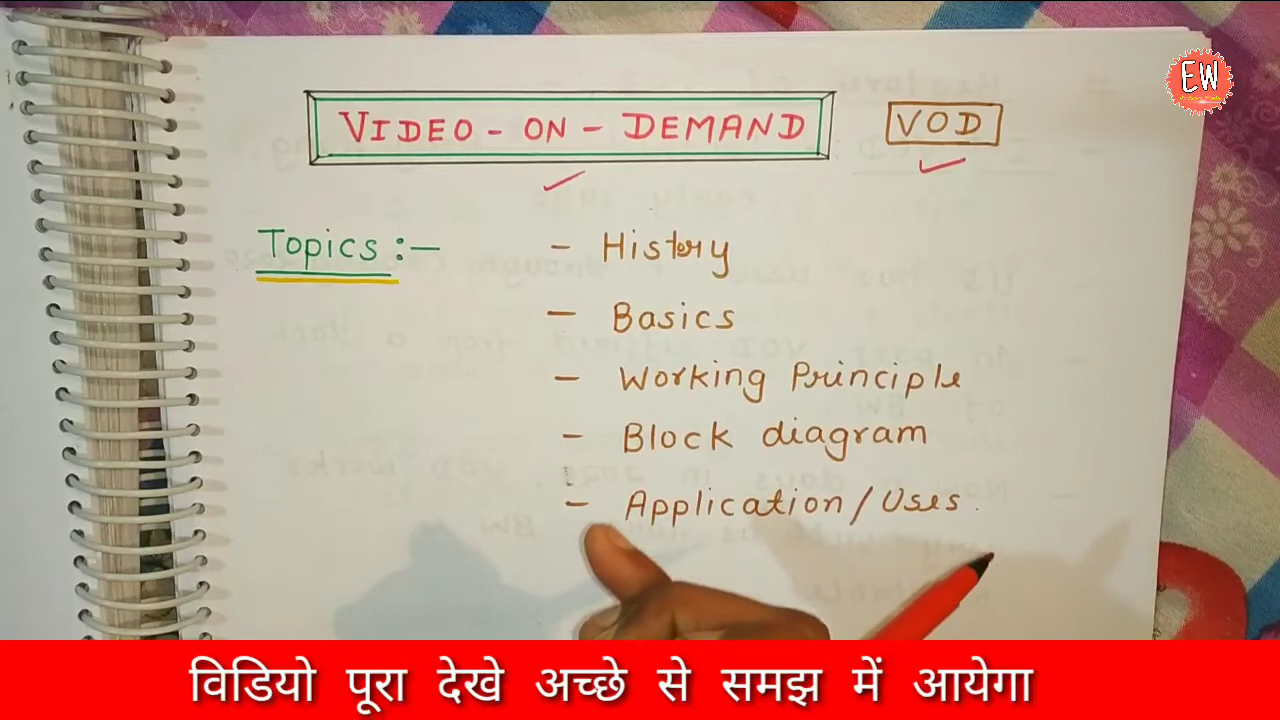 VIDEO - ON - DEMAND
VOD
EW
Topics :-
- History
- Basics
- Working Principle
- Block diagram
- Application / Uses.
विडियो पूरा देखे अच्छे से समझ में आयेगा